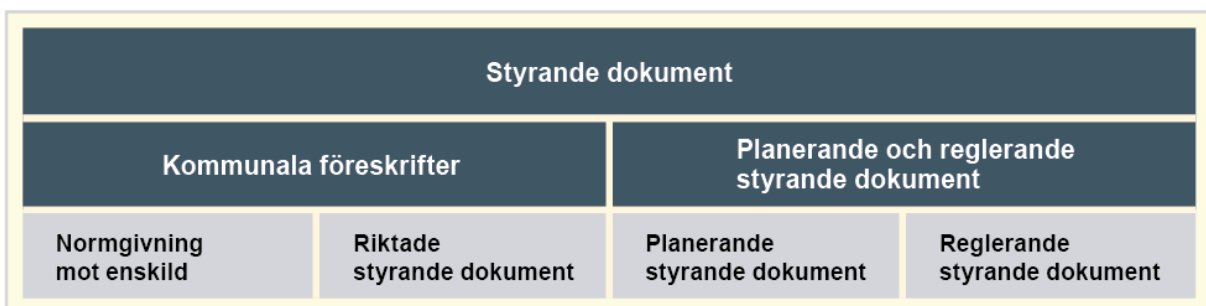 Styrande dokument
Kommunala föreskrifter
Planerande och reglerande
styrande dokument
Normgivning
mot enskild
Riktade
styrande dokument
Planerande
styrande dokument
Reglerande
styrande dokument